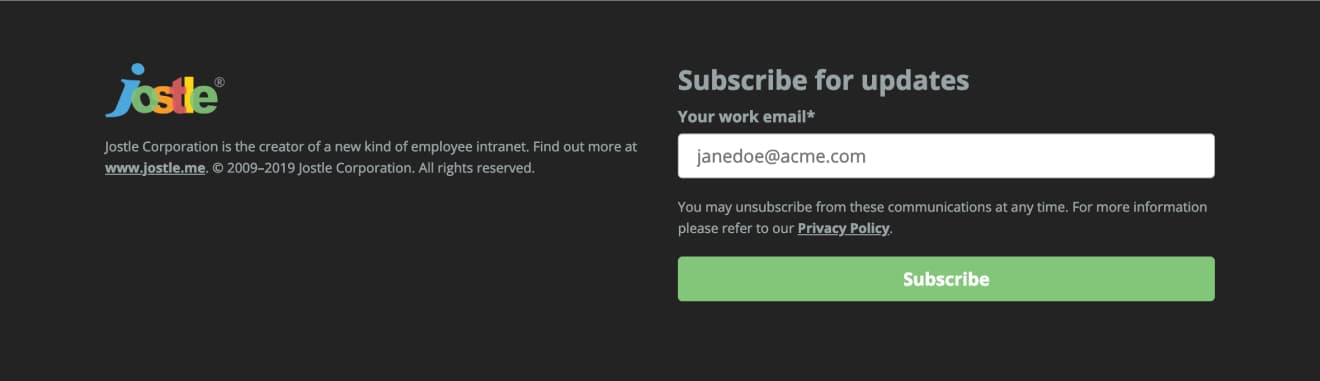 jostle®
Jostle Corporation is the creator of a new kind of employee intranet. Find out more at
www.jostle.me. © 2009–2019 Jostle Corporation. All rights reserved.
Subscribe for updates
Your work email*
janedoe@acme.com
You may unsubscribe from these communications at any time. For more information
please refer to our Privacy Policy.
Subscribe